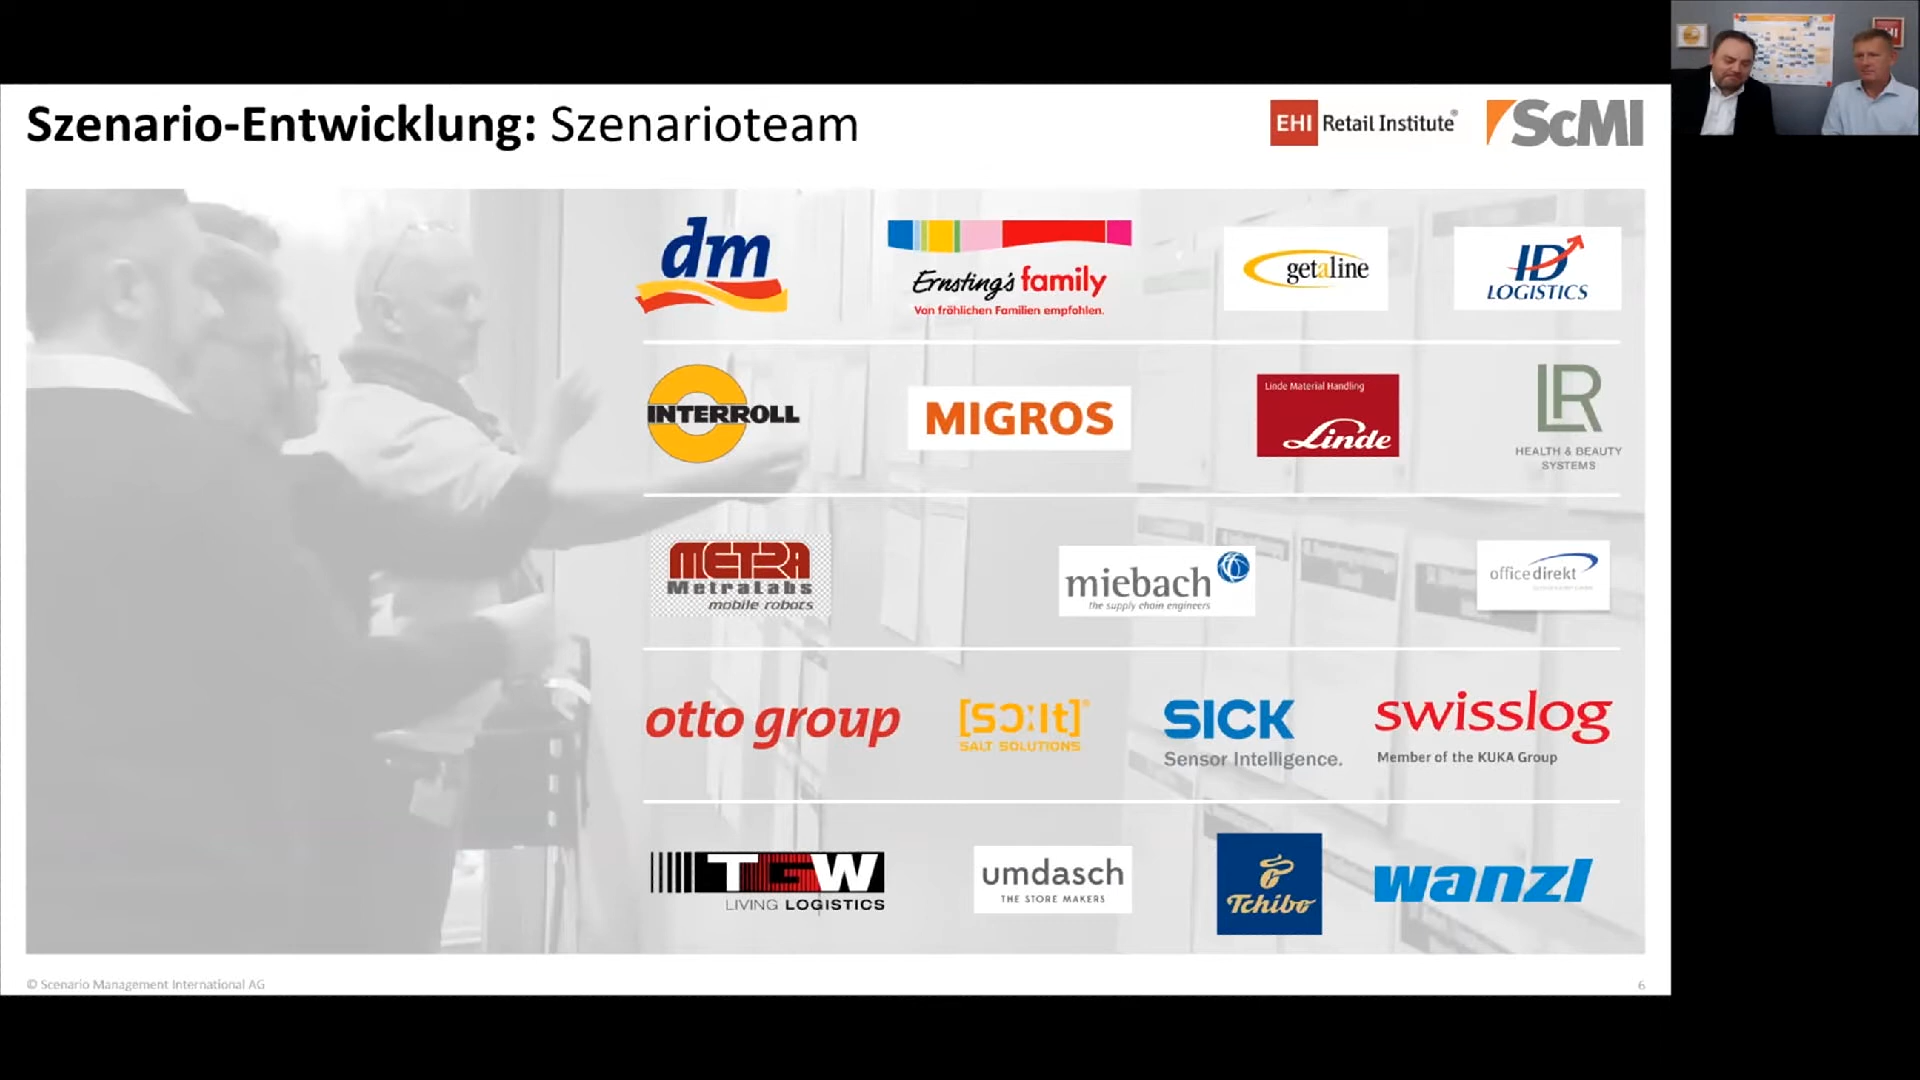 Szenario-Entwicklung: Szenarioteam
EHI Retail Institute®
ScMI
dm
Ernsting's family
Von fröhlichen Familien empfohlen.
getaline
ID
LOGISTICS
INTERROLL
MIGROS
Linde Material Handling
Linde
LR
HEALTH & BEAUTY
SYSTEMS
METRA
MetraLabs
mobile robots
miebach
the supply chain engineers
officedirekt
otto group
SALT SOLUTIONS
SICK
Sensor Intelligence.
swisslog
Member of the KUKA Group
TGW
LIVING LOGISTICS
umdasch
THE STORE MAKERS
Tchibo
wanzl
© Scenario Management International AG
6